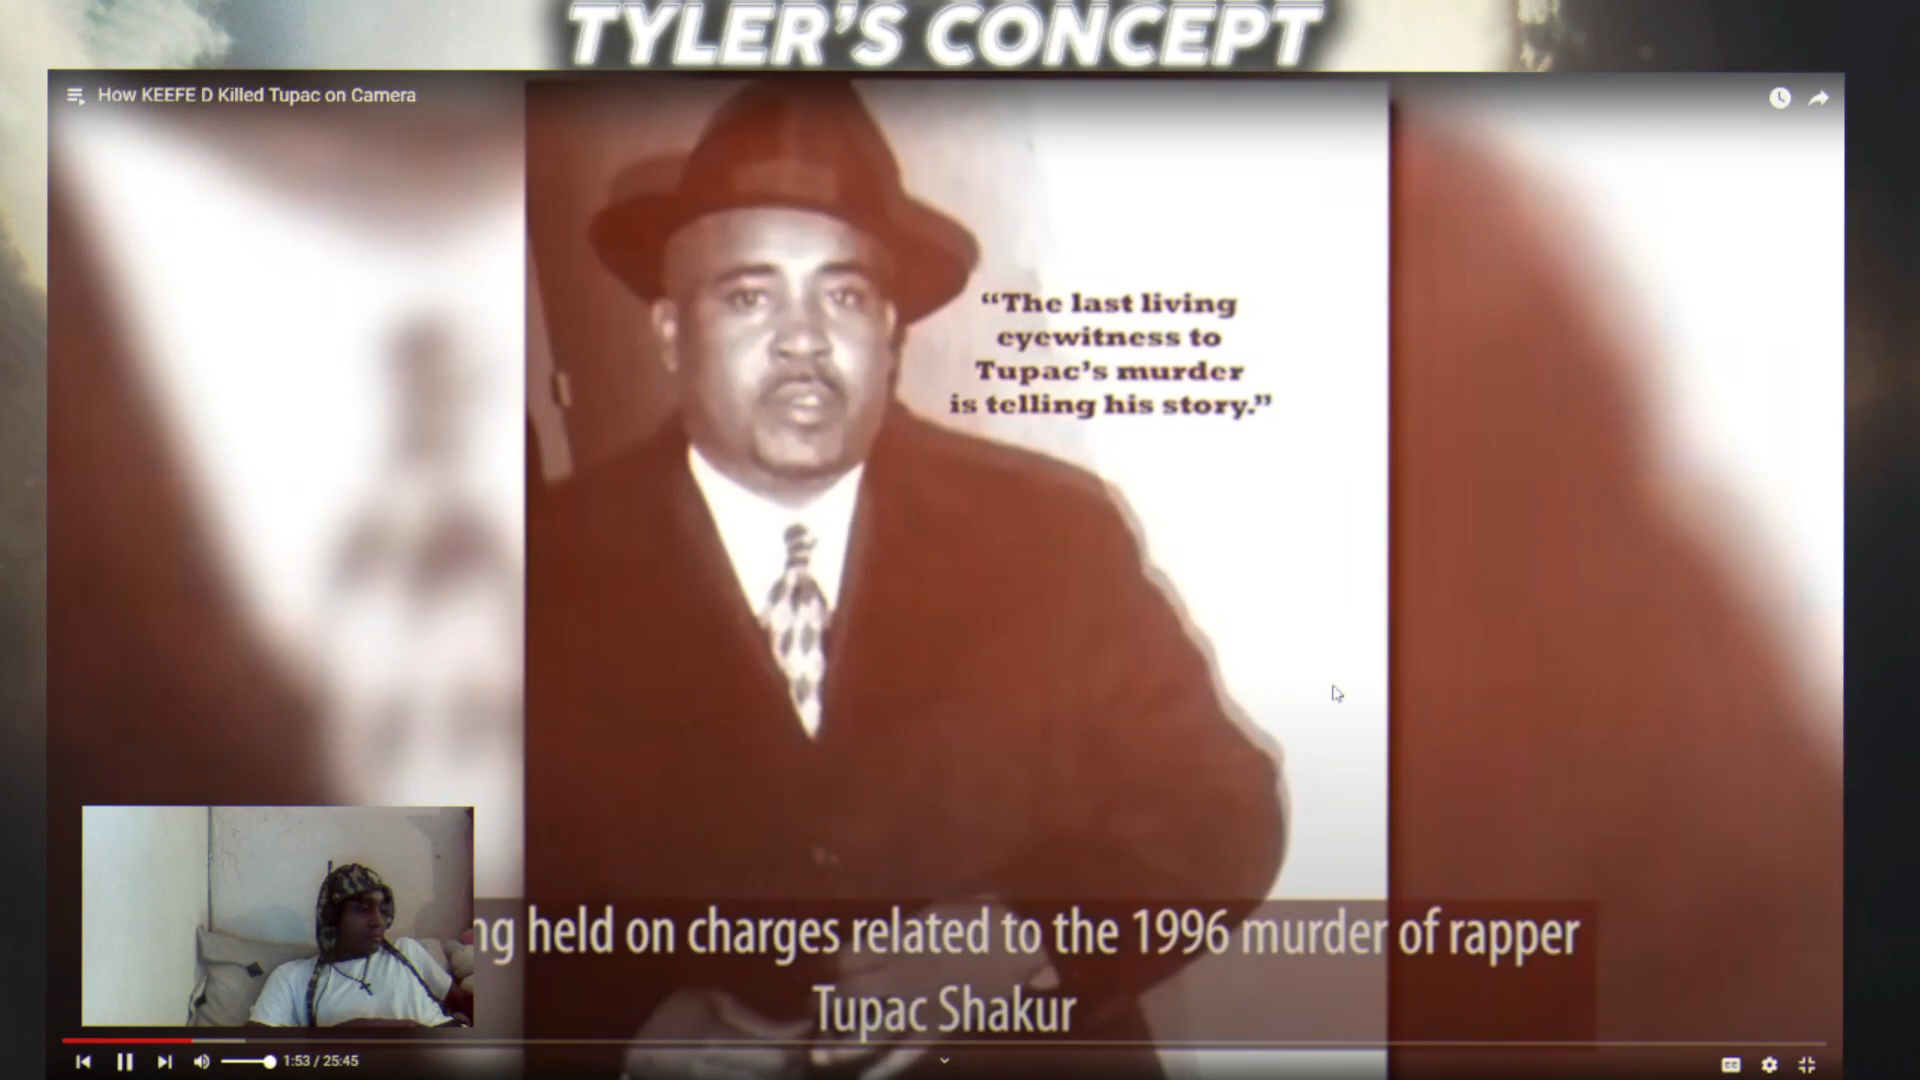 TYLER'S CONCEPT
How KEEFE D Killed Tupac on Camera
“The last living
eyewitness to
Tupac's murder
is telling his story.”
ng held on charges related to the 1996 murder of rapper
Tupac Shakur
1:53 / 25:45